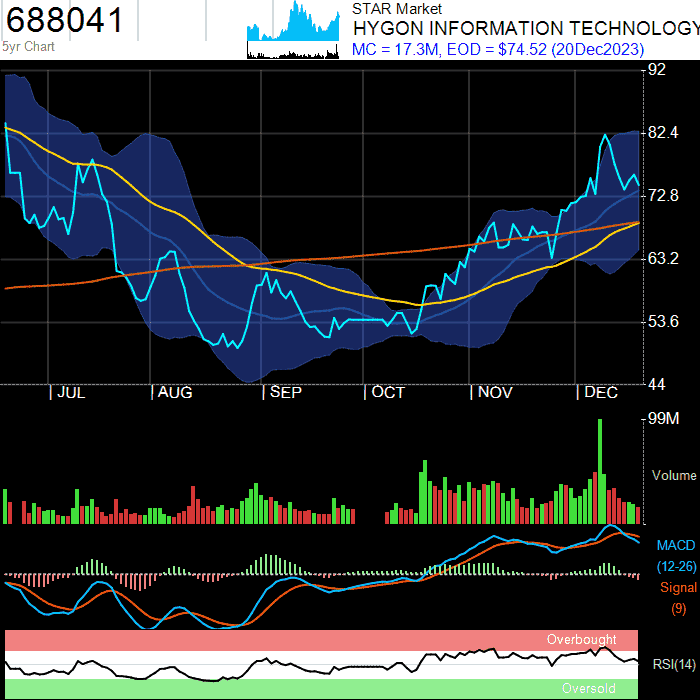 688041
5yr Chart
STAR Market
HYGON INFORMATION TECHNOLOGY
MC = 17.3M, EOD = $74.52 (20Dec2023)
92
82.4
72.8
63.2
53.6
44
| JUL | AUG | SEP | OCT | NOV | DEC
99M
Volume
MACD
(12-26)
Signal
(9)
Overbought
RSI(14)
Oversold